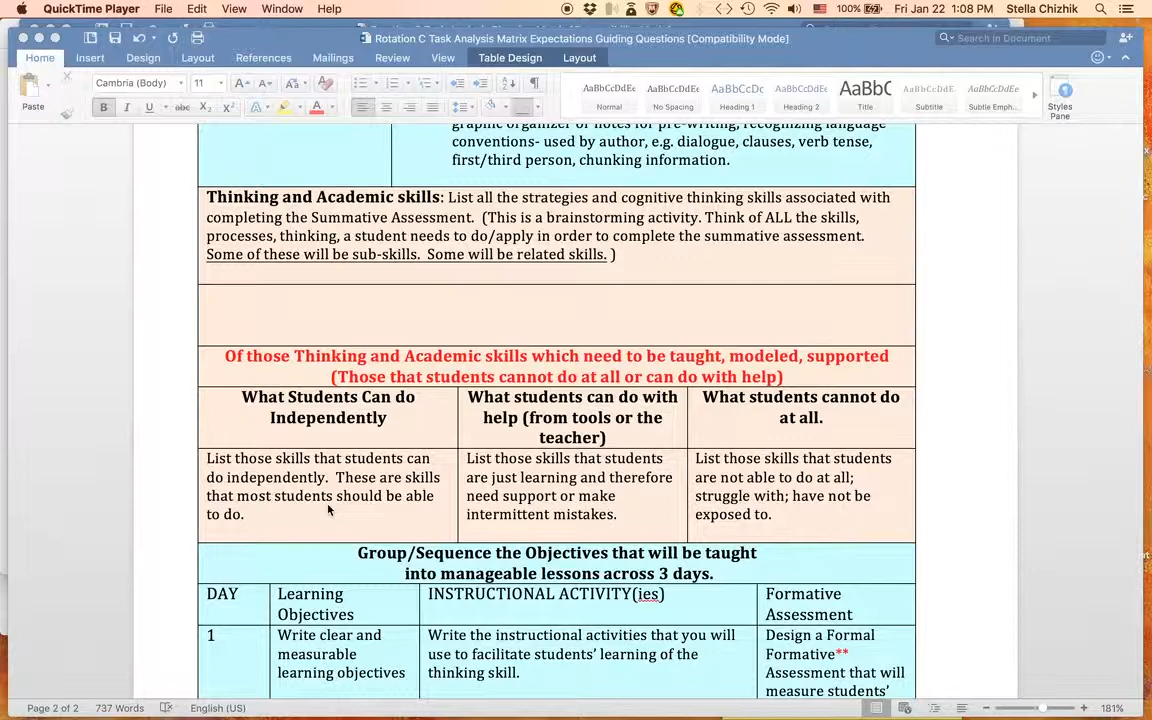 QuickTime Player File Edit View Window Help 100% Fri Jan 22 1:08 PM Stella Chizhik
Rotation C Task Analysis Matrix Expectations Guiding Questions [Compatibility Mode]
Search in Document
Home Insert Design Layout References Mailings Review View Table Design Layout
Cambria (Body) 11
Paste
B I U abc X₂ X² A A
AaBbCcDdEe AaBbCcDdEe AaBbCcDc AaBbCcDdEe AaBbC AaBbCcDdEe AaBbCcDdEe
Normal No Spacing Heading 1 Heading 2 Title Subtitle Subtle Emph...
Styles
Pane
graphic organizer or notes for pre-writing, recognizing language
conventions- used by author, e.g. dialogue, clauses, verb tense,
first/third person, chunking information.
Thinking and Academic skills: List all the strategies and cognitive thinking skills associated with
completing the Summative Assessment. (This is a brainstorming activity. Think of ALL the skills,
processes, thinking, a student needs to do/apply in order to complete the summative assessment.
Some of these will be sub-skills. Some will be related skills. )
Of those Thinking and Academic skills which need to be taught, modeled, supported
(Those that students cannot do at all or can do with help)
What Students Can do
Independently
What students can do with
help (from tools or the
teacher)
What students cannot do
at all.
List those skills that students can
do independently. These are skills
that most students should be able
to do.
List those skills that students
are just learning and therefore
need support or make
intermittent mistakes.
List those skills that students
are not able to do at all;
struggle with; have not be
exposed to.
Group/Sequence the Objectives that will be taught
into manageable lessons across 3 days.
DAY
Learning
Objectives
INSTRUCTIONAL ACTIVITY(ies)
Formative
Assessment
1
Write clear and
measurable
learning objectives
Write the instructional activities that you will
use to facilitate students' learning of the
thinking skill.
Design a Formal
Formative**
Assessment that will
measure students'
Page 2 of 2 737 Words English (US) 181%